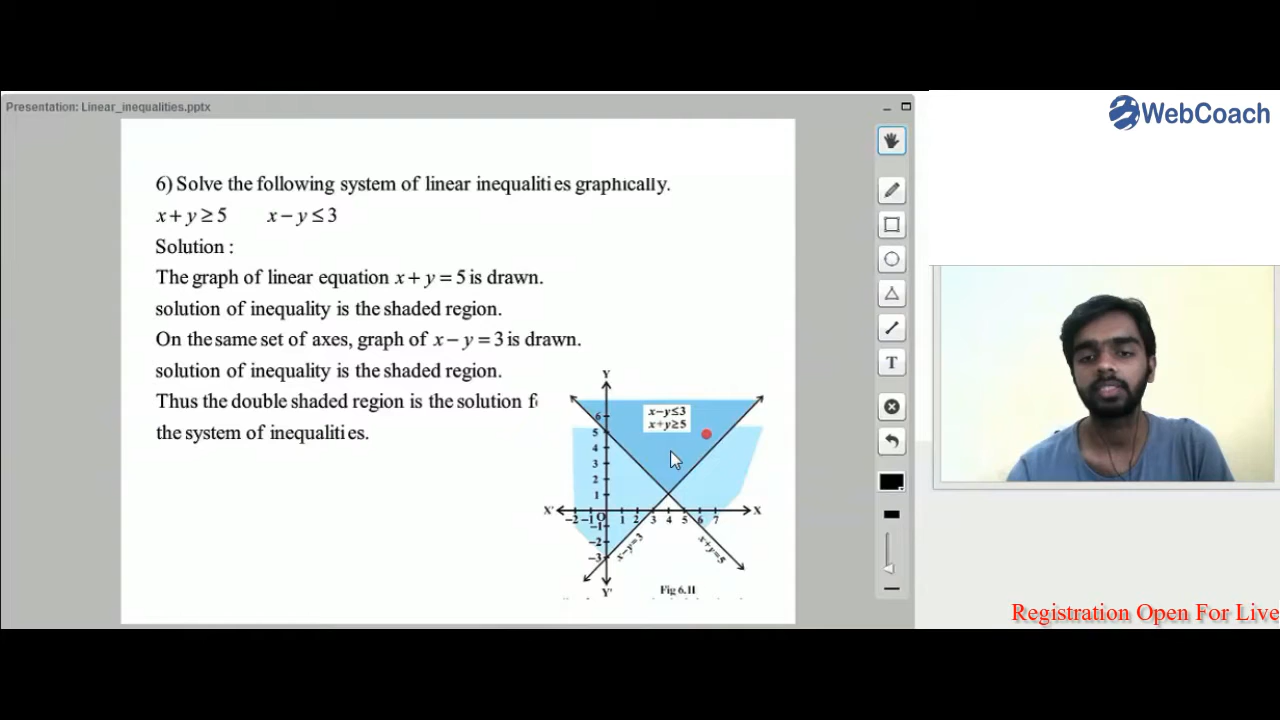 Presentation: Linear_inequalities.pptx
WebCoach
6) Solve the following system of linear inequaliti es graphically.
x + y ≥ 5 x − y ≤ 3
Solution :
The graph of linear equation x + y = 5 is drawn.
solution of inequality is the shaded region.
On the same set of axes, graph of x − y = 3 is drawn.
solution of inequality is the shaded region.
Thus the double shaded region is the solution f
the system of inequaliti es.
Y
x−y≤3
x+y≥5
6
5
4
3
2
1
X' −2 −1 O 1 2 3 4 5 6 7 X
−1
−2
−3
x−y=3
x+y=5
Y'
Fig 6.11
T
Registration Open For Live